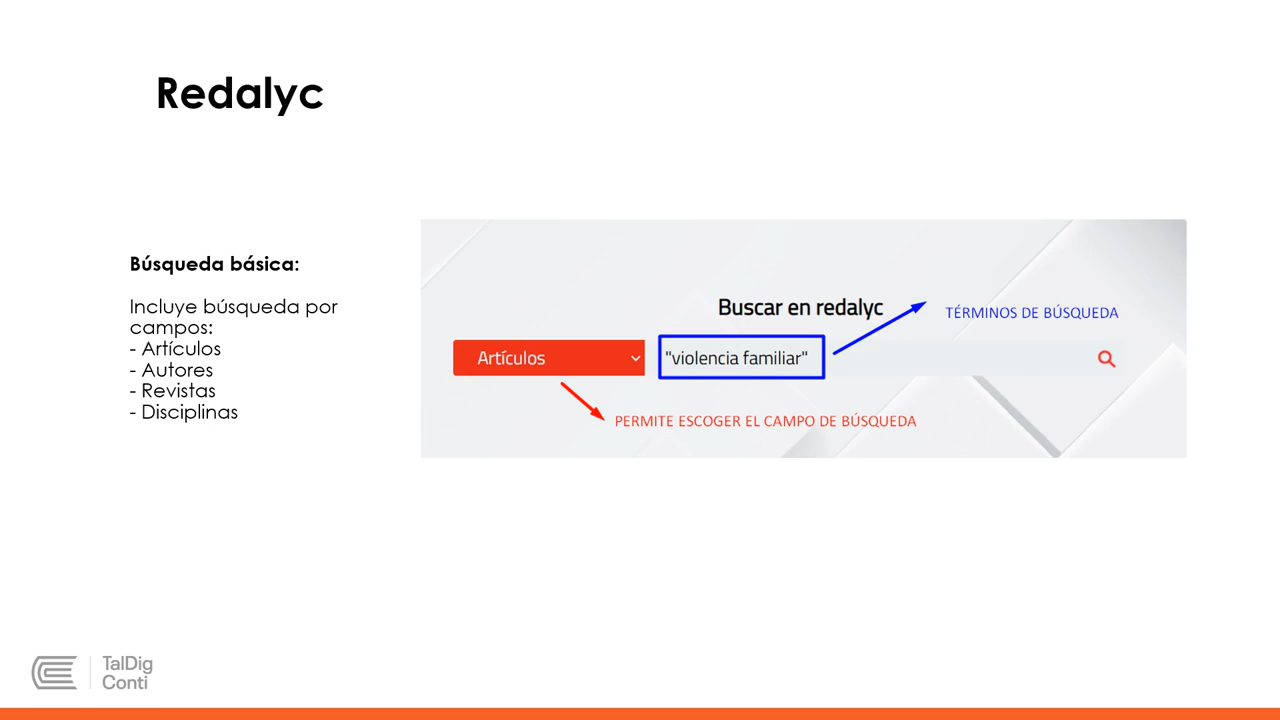 Redalyc
Búsqueda básica:
Incluye búsqueda por
campos:
- Artículos
- Autores
- Revistas
- Disciplinas
Buscar en redalyc
TÉRMINOS DE BÚSQUEDA
Artículos
"violencia familiar"
PERMITE ESCOGER EL CAMPO DE BÚSQUEDA
TalDig
Conti